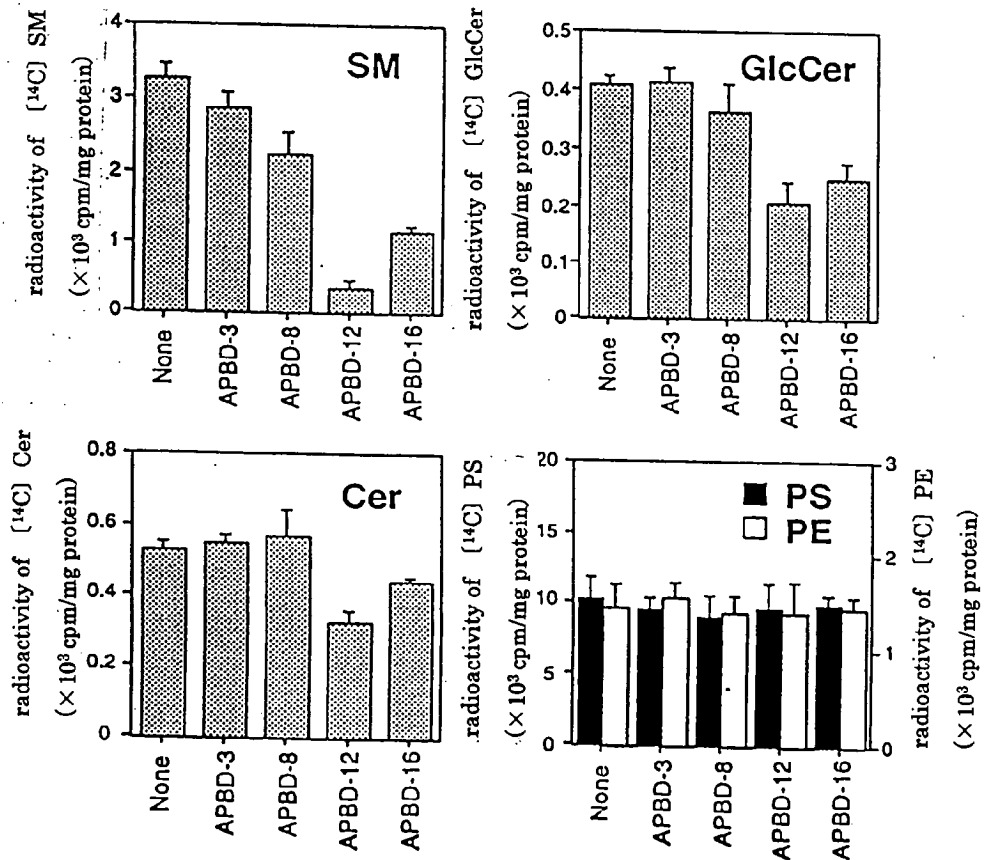 radioactivity of [¹⁴C] SM
(×10³ cpm/mg protein)
4
3
2
1
0
SM
None
APBD-3
APBD-8
APBD-12
APBD-16
radioactivity of [¹⁴C] GlcCer
(×10³ cpm/mg protein)
0.5
0.4
0.3
0.2
0.1
0
GlcCer
None
APBD-3
APBD-8
APBD-12
APBD-16
radioactivity of [¹⁴C] Cer
(×10³ cpm/mg protein)
0.8
0.6
0.4
0.2
0
Cer
None
APBD-3
APBD-8
APBD-12
APBD-16
radioactivity of [¹⁴C] PS
(×10³ cpm/mg protein)
20
15
10
5
0
PS
PE
3
2
1
0
radioactivity of [¹⁴C] PE
(×10³ cpm/mg protein)
None
APBD-3
APBD-8
APBD-12
APBD-16